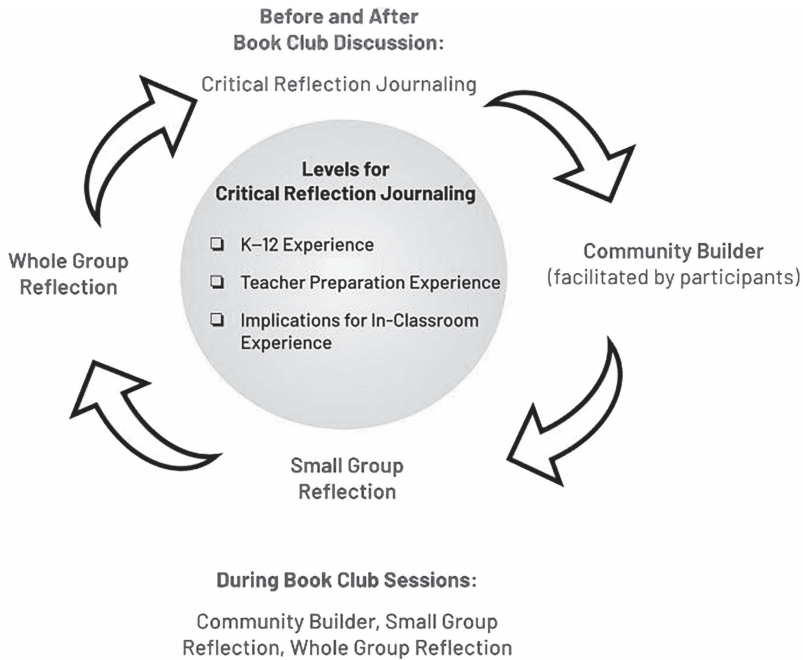 Before and After
Book Club Discussion:
Critical Reflection Journaling
Levels for
Critical Reflection Journaling
❏ K–12 Experience
❏ Teacher Preparation Experience
❏ Implications for In-Classroom
Experience
Community Builder
(facilitated by participants)
Small Group
Reflection
Whole Group
Reflection
During Book Club Sessions:
Community Builder, Small Group
Reflection, Whole Group Reflection